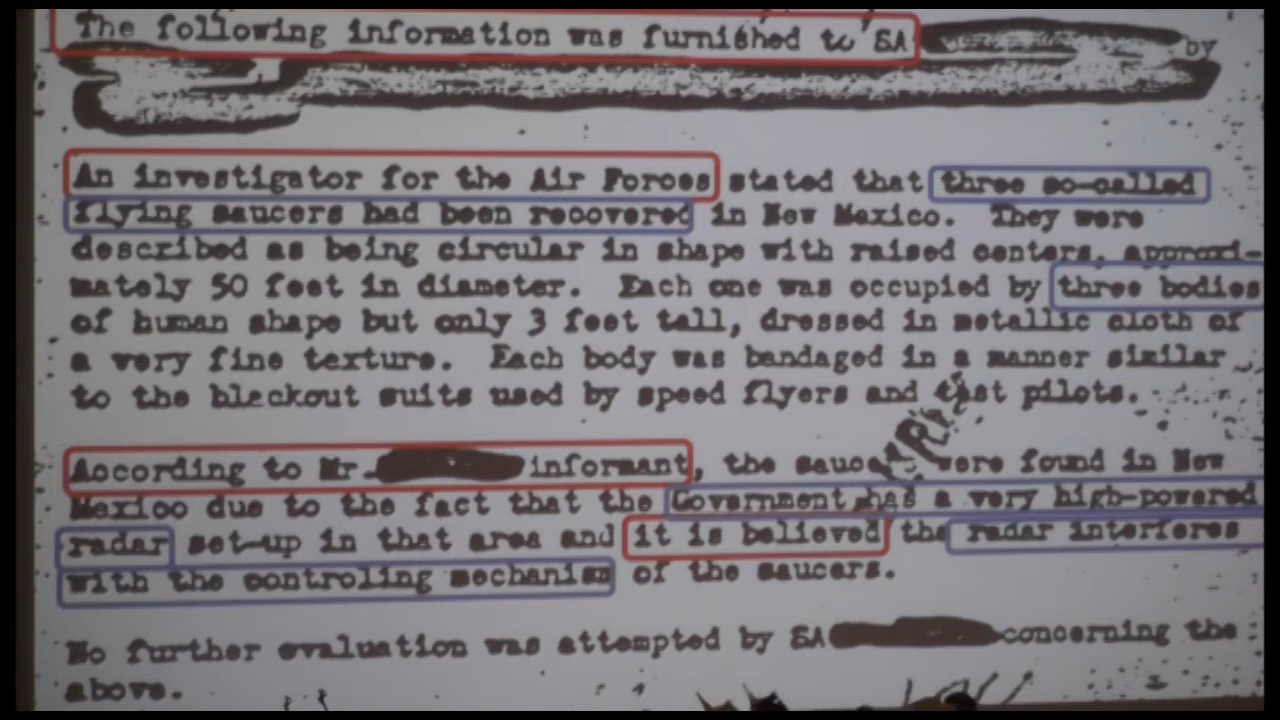 The following information was furnished to SA
by
An investigator for the Air Forces stated that three so-called
flying saucers had been recovered in New Mexico. They were
described as being circular in shape with raised centers, approxi-
mately 50 feet in diameter. Each one was occupied by three bodies
of human shape but only 3 feet tall, dressed in metallic cloth of
a very fine texture. Each body was bandaged in a manner similar
to the blackout suits used by speed flyers and test pilots.
According to Mr. informant, the were found in New
Mexico due to the fact that the Government has a very high-powered
radar set-up in that area and it is believed the radar interferes
with the controling mechanism of the saucers.
No further evaluation was attempted by SA concerning the
above.